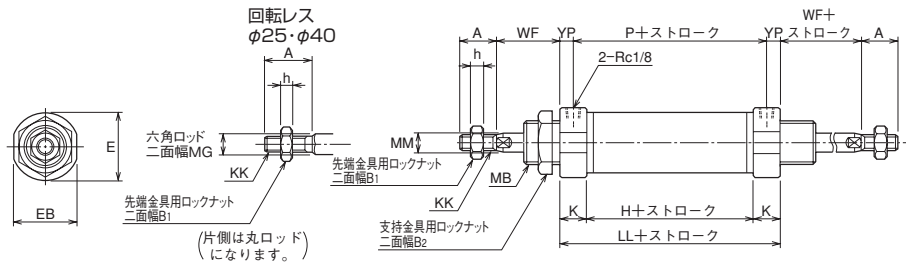 回転レス
φ25・φ40
A
h
六角ロッド
二面幅MG
KK
先端金具用ロックナット
二面幅B1
(片側は丸ロッド
になります。)
E
EB
A
WF
YP
P+ストローク
YP
WF+
ストローク
A
h
2-Rc1/8
MM
先端金具用ロックナット
二面幅B1
KK
MB
支持金具用ロックナット
二面幅B2
K
H+ストローク
K
LL+ストローク